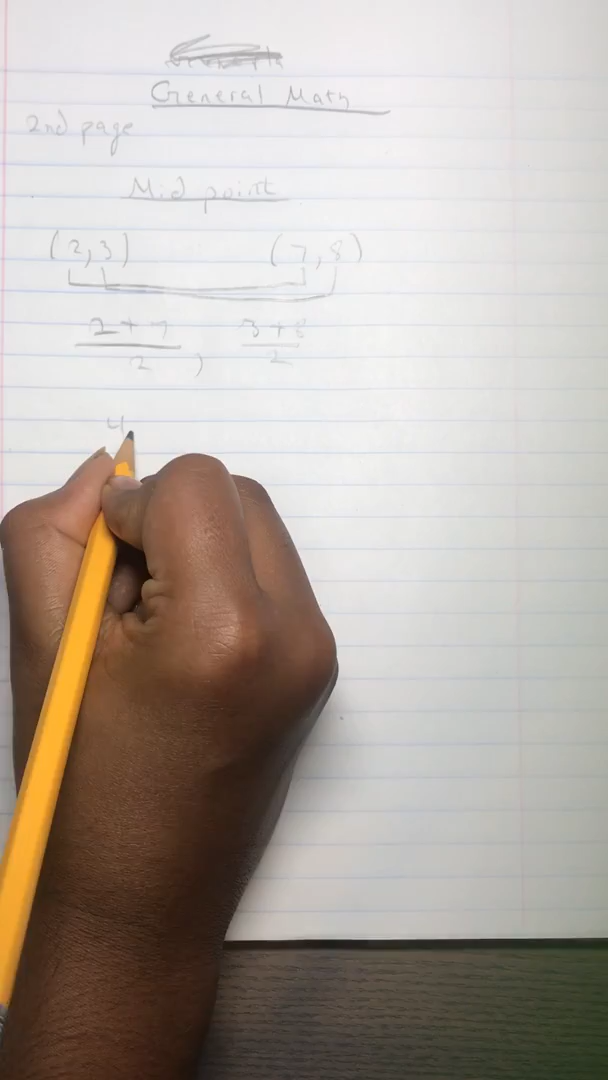 General Math
2nd page
Mid point
(2,3) (7,8)
2 + 7 3 + 8
2 , 2
4